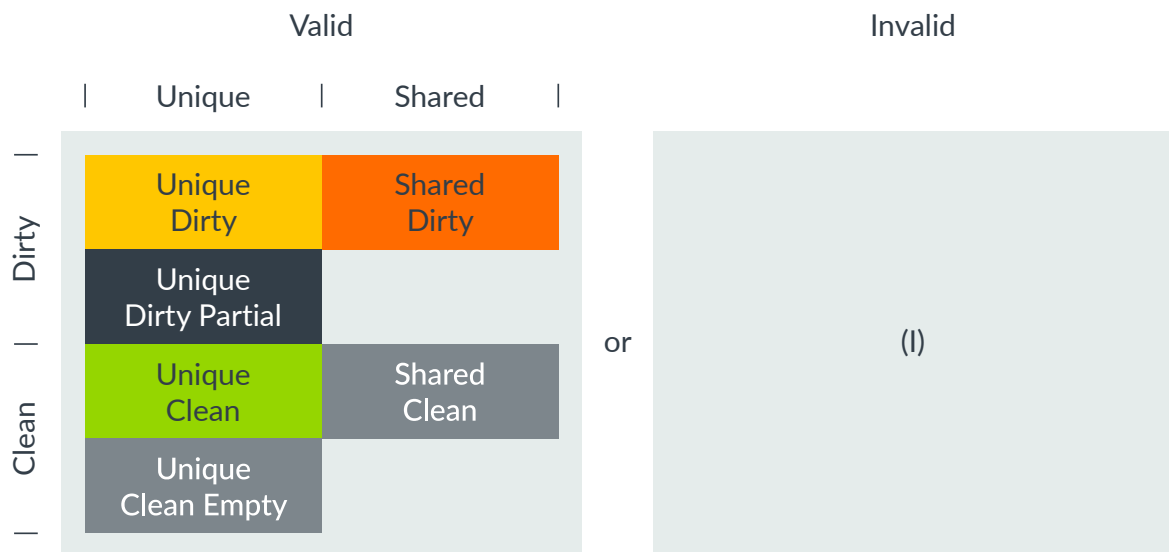 Valid
Invalid
Unique
Shared
Dirty
Unique
Dirty
Shared
Dirty
Unique
Dirty Partial
Clean
Unique
Clean
Shared
Clean
Unique
Clean Empty
or
(I)